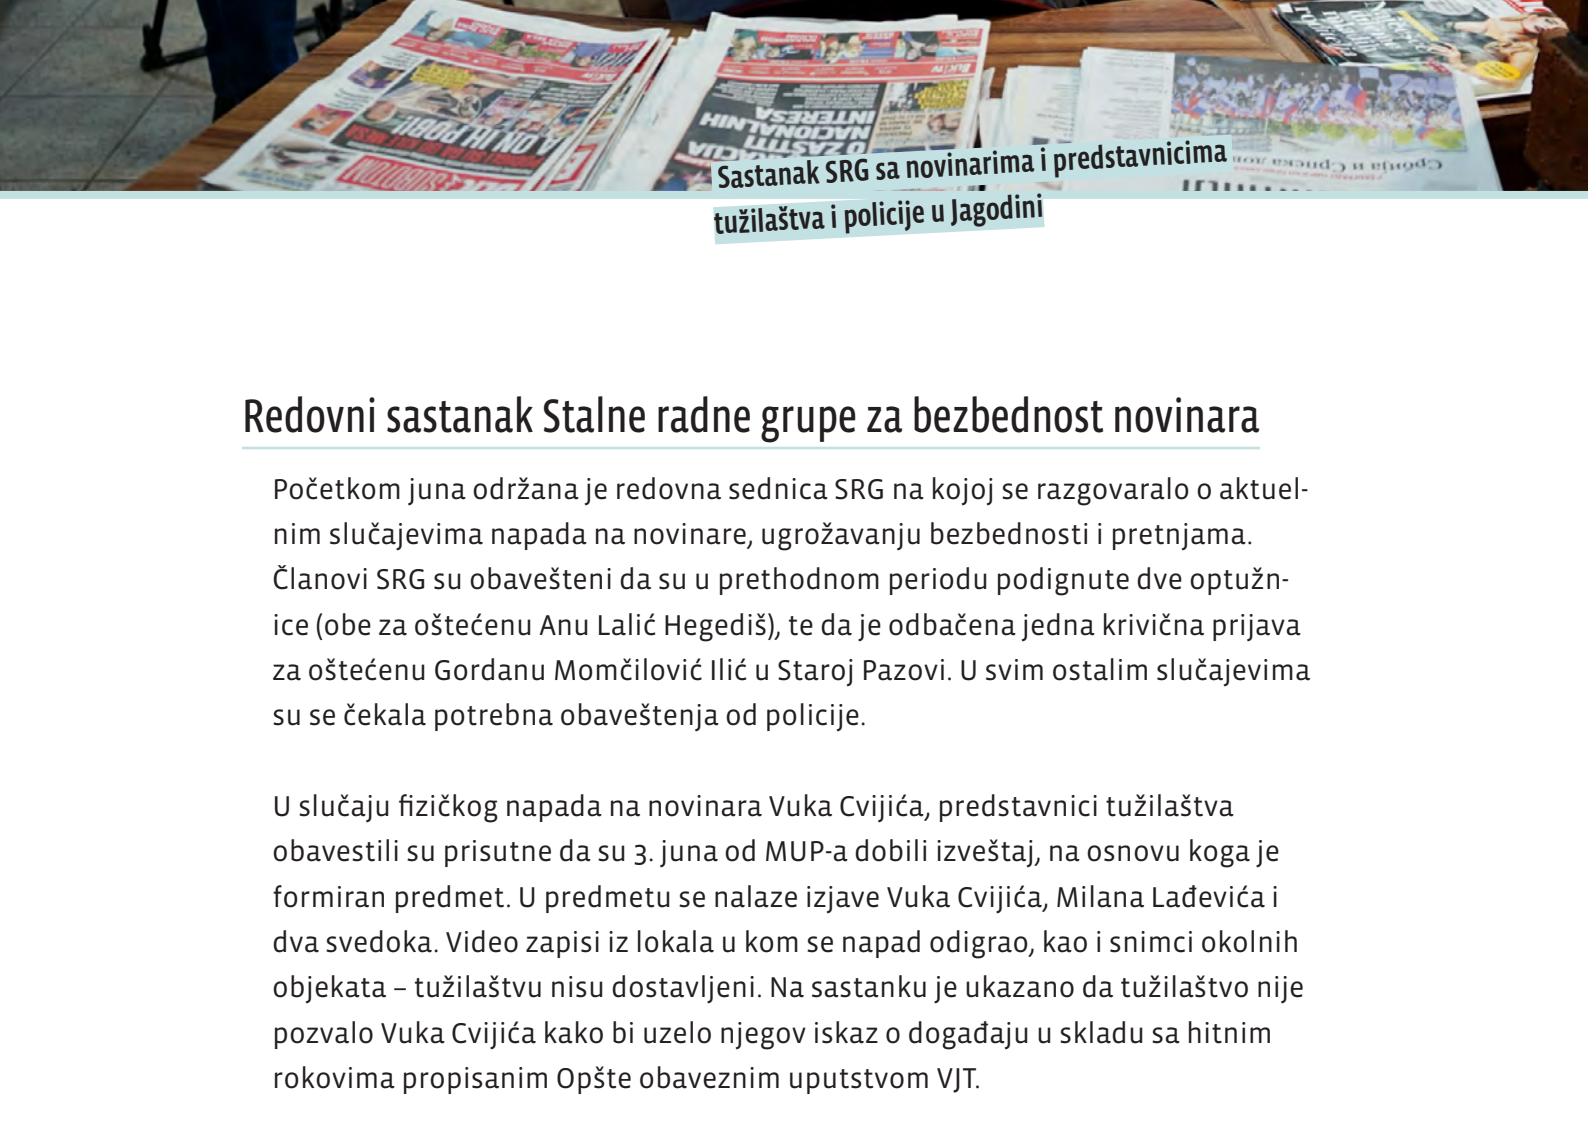 Sastanak SRG sa novinarima i predstavnicima
tužilaštva i policije u Jagodini
Redovni sastanak Stalne radne grupe za bezbednost novinara
Početkom juna održana je redovna sednica SRG na kojoj se razgovaralo o aktuel-
nim slučajevima napada na novinare, ugrožavanju bezbednosti i pretnjama.
Članovi SRG su obavešteni da su u prethodnom periodu podignute dve optužn-
ice (obe za oštećenu Anu Lalić Hegediš), te da je odbačena jedna krivična prijava
za oštećenu Gordanu Momčilović Ilić u Staroj Pazovi. U svim ostalim slučajevima
su se čekala potrebna obaveštenja od policije.
U slučaju fizičkog napada na novinara Vuka Cvijića, predstavnici tužilaštva
obavestili su prisutne da su 3. juna od MUP-a dobili izveštaj, na osnovu koga je
formiran predmet. U predmetu se nalaze izjave Vuka Cvijića, Milana Lađevića i
dva svedoka. Video zapisi iz lokala u kom se napad odigrao, kao i snimci okolnih
objekata – tužilaštvu nisu dostavljeni. Na sastanku je ukazano da tužilaštvo nije
pozvalo Vuka Cvijića kako bi uzelo njegov iskaz o događaju u skladu sa hitnim
rokovima propisanim Opšte obaveznim uputstvom VJT.